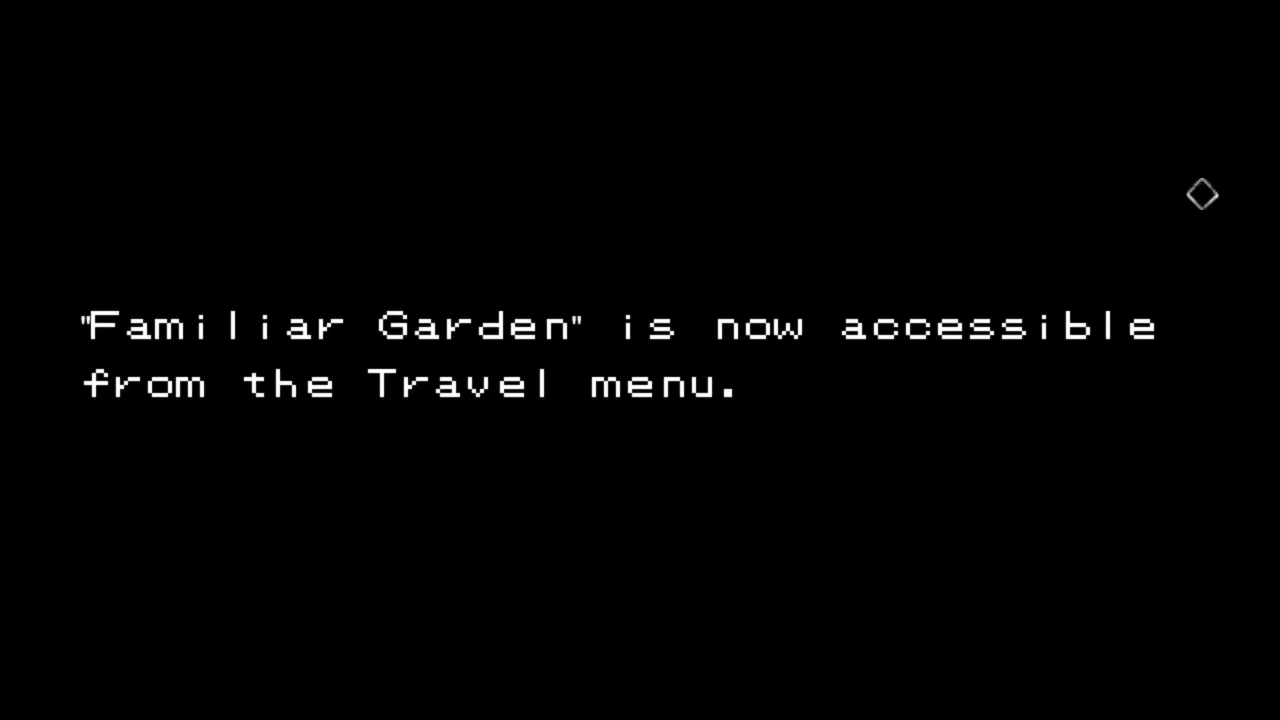 "Familiar Garden" is now accessible
from the Travel menu.